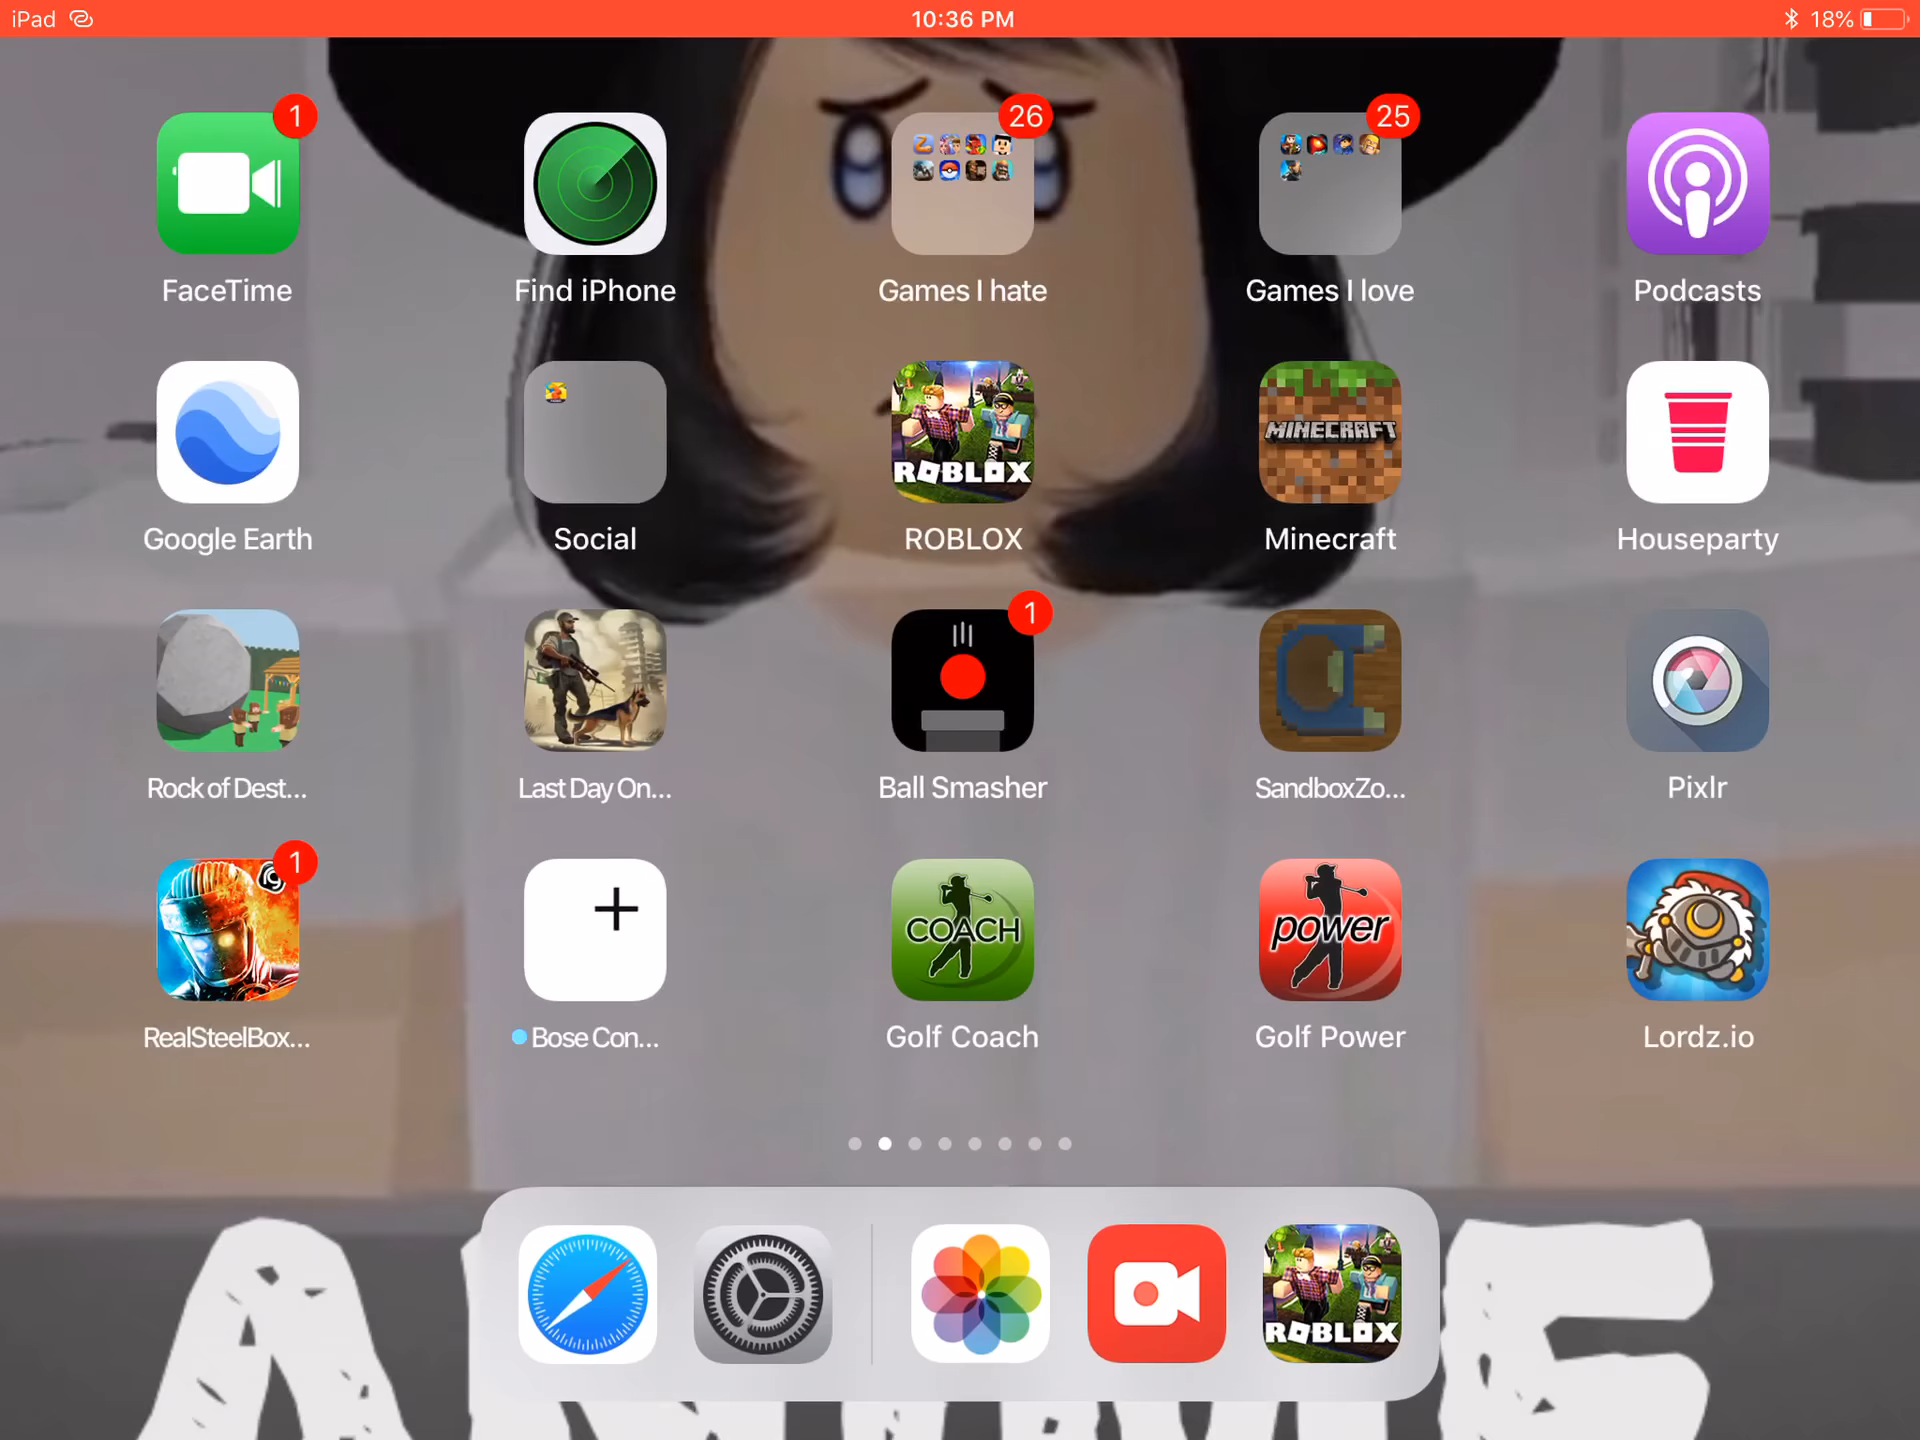 iPad 10:36 PM 18%
1 26 25
FaceTime Find iPhone Games I hate Games I love Podcasts
ROBLOX MINECRAFT
Google Earth Social ROBLOX Minecraft Houseparty
1
Rock of Dest... Last Day On... Ball Smasher SandboxZo... Pixlr
1
COACH power
RealSteelBox... Bose Con... Golf Coach Golf Power Lordz.io
ROBLOX